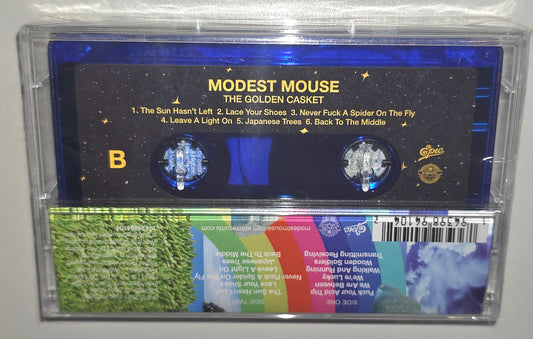 MODEST MOUSE
THE GOLDEN CASKET
1. The Sun Hasn't Left 2. Lace Your Shoes 3. Never Fuck A Spider On The Fly
4. Leave A Light On 5. Japanese Trees 6. Back To The Middle
B
Epic
SIDE ONE
Fuck Your Acid Trip
We Are Between
We're Lucky
Walking And Running
Wooden Soldiers
Transmitting Receiving
SIDE TWO
The Sun Hasn't Left
Lace Your Shoes
Never Fuck A Spider On The Fly
Leave A Light On
Japanese Trees
Back To The Middle
Epic
modestmouse.com epicrecords.com